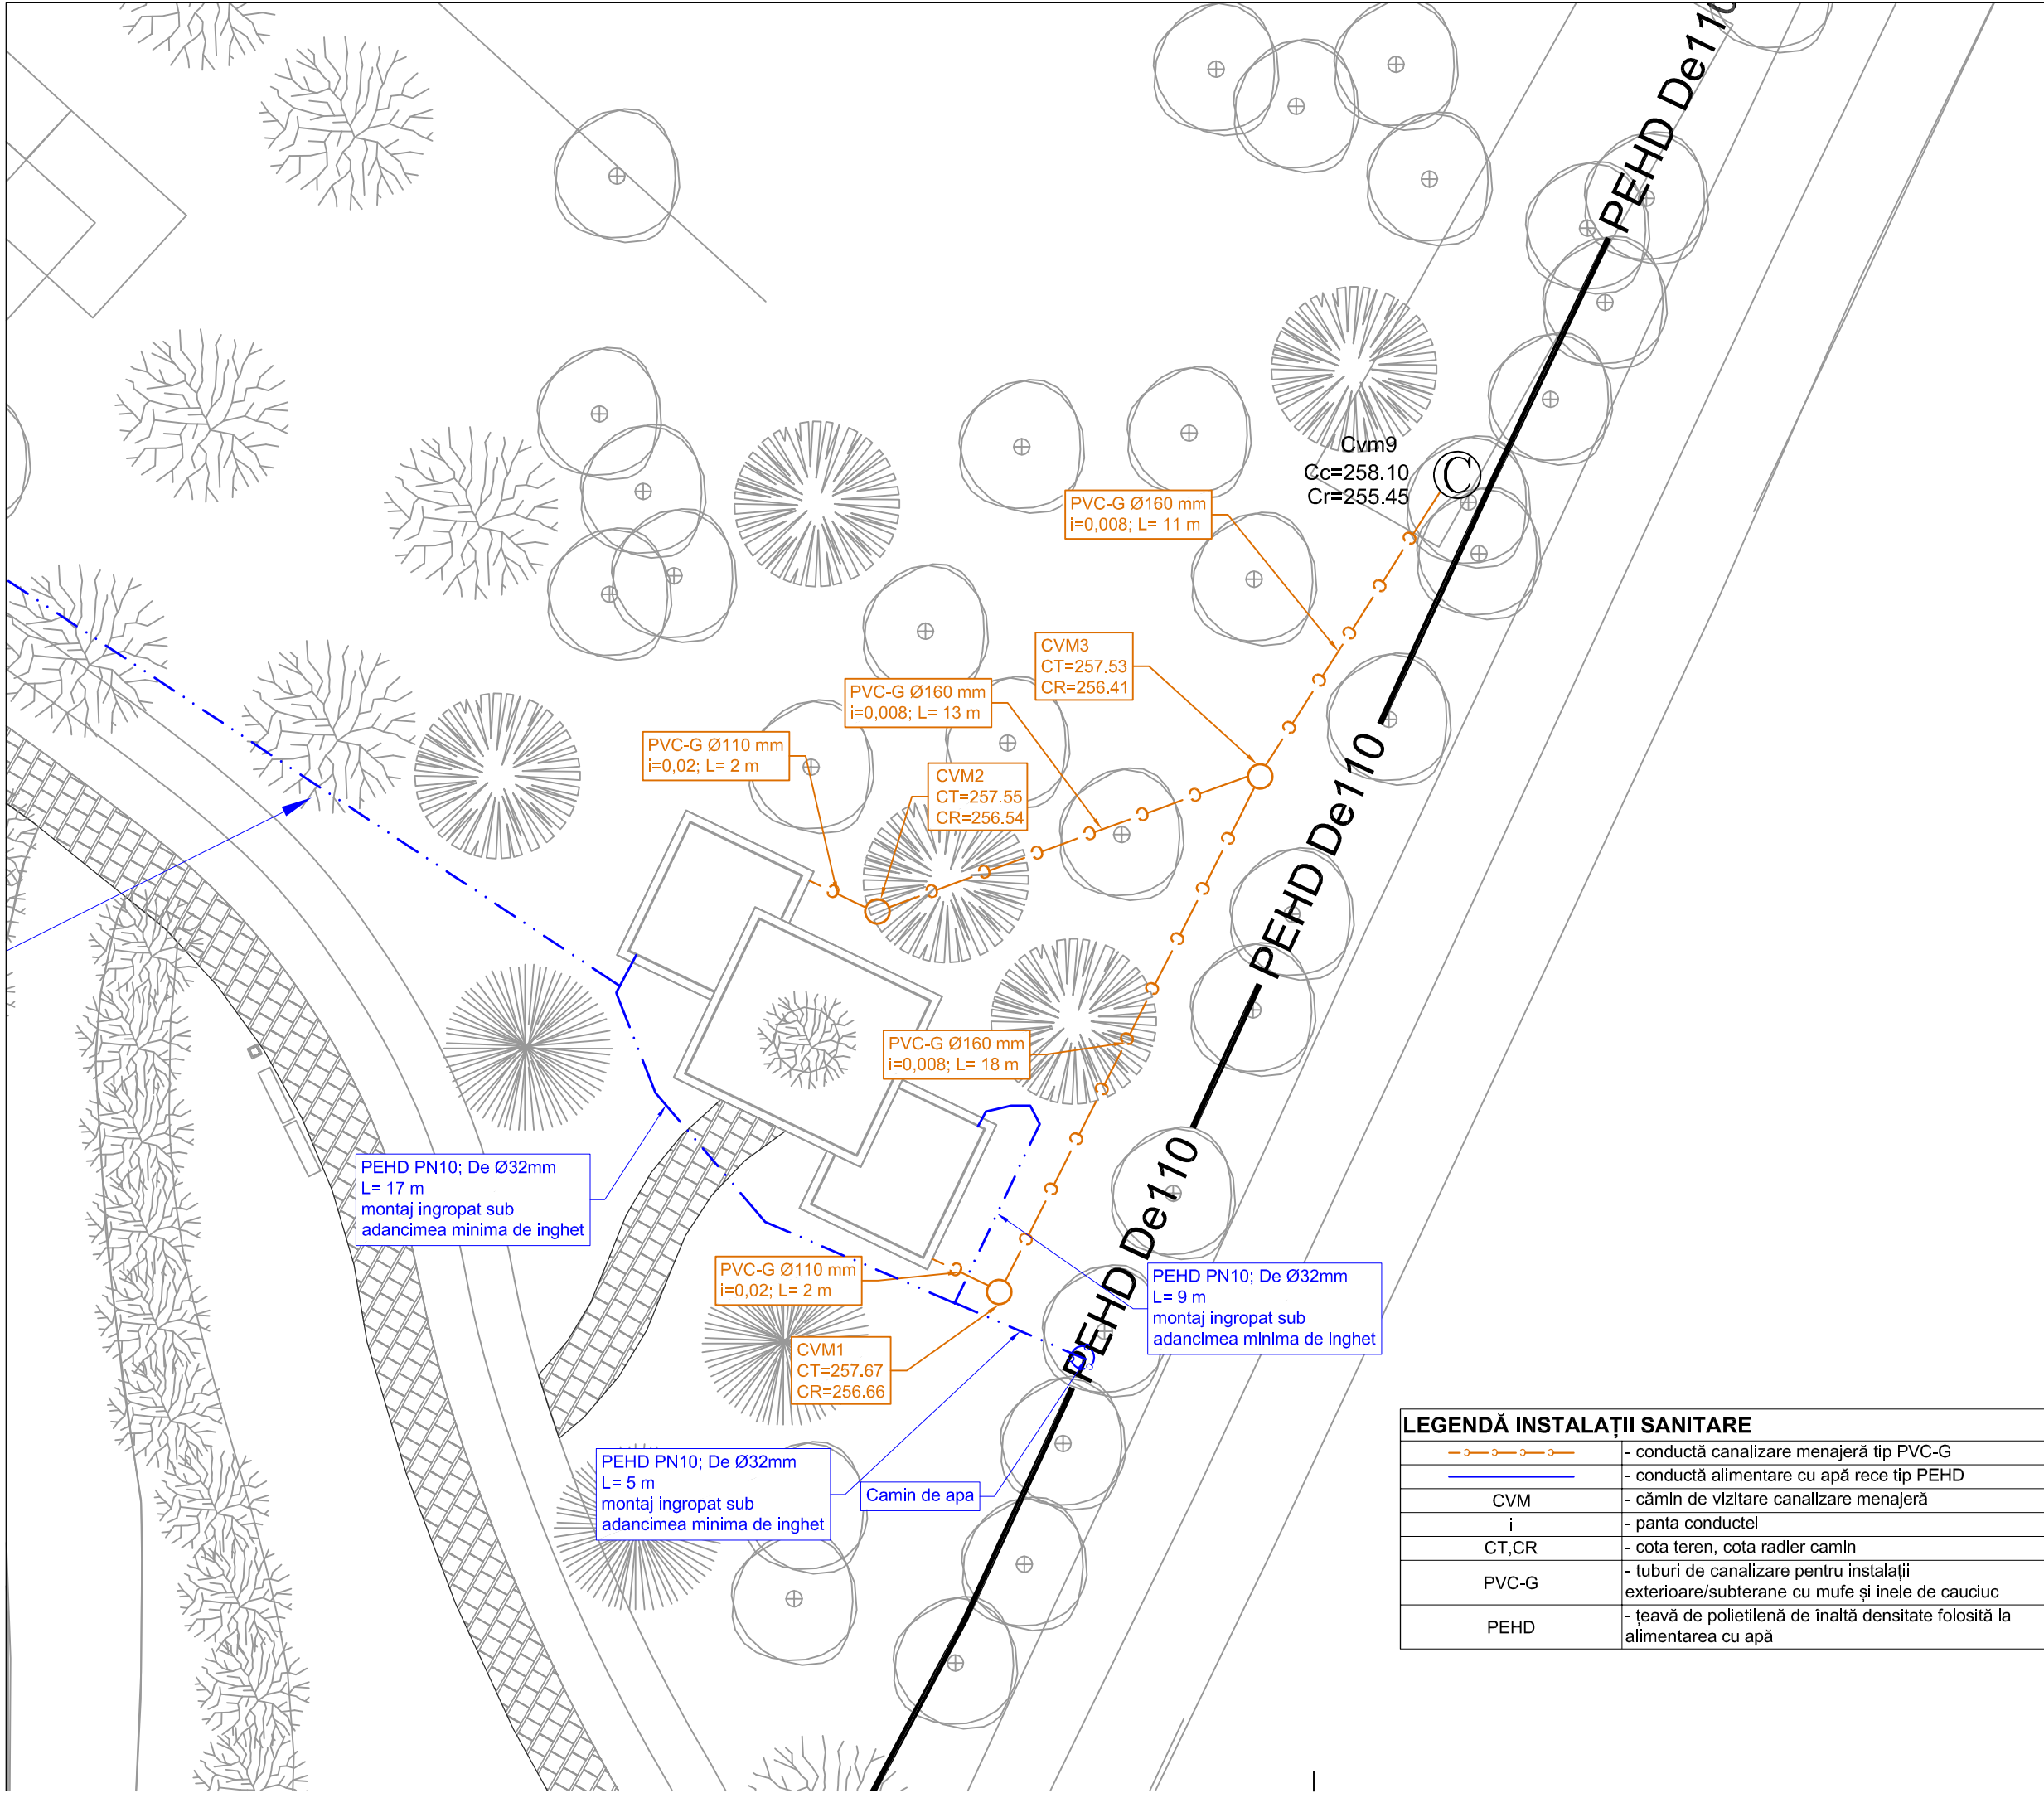 PEHD De110
Cvm9
Cc=258.10
Cr=255.45
C
PVC-G Ø160 mm
i=0,008; L= 11 m
CVM3
CT=257.53
CR=256.41
PVC-G Ø160 mm
i=0,008; L= 13 m
PVC-G Ø110 mm
i=0,02; L= 2 m
CVM2
CT=257.55
CR=256.54
PEHD De110
PVC-G Ø160 mm
i=0,008; L= 18 m
PEHD PN10; De Ø32mm
L= 17 m
montaj ingropat sub
adancimea minima de inghet
PEHD De110
PVC-G Ø110 mm
i=0,02; L= 2 m
PEHD PN10; De Ø32mm
L= 9 m
montaj ingropat sub
adancimea minima de inghet
CVM1
CT=257.67
CR=256.66
PEHD PN10; De Ø32mm
L= 5 m
montaj ingropat sub
adancimea minima de inghet
Camin de apa
LEGENDĂ INSTALAȚII SANITARE
- conductă canalizare menajeră tip PVC-G
- conductă alimentare cu apă rece tip PEHD
CVM - cămin de vizitare canalizare menajeră
i - panta conductei
CT,CR - cota teren, cota radier camin
PVC-G - tuburi de canalizare pentru instalații
exterioare/subterane cu mufe și inele de cauciuc
PEHD - țeavă de polietilenă de înaltă densitate folosită la
alimentarea cu apă